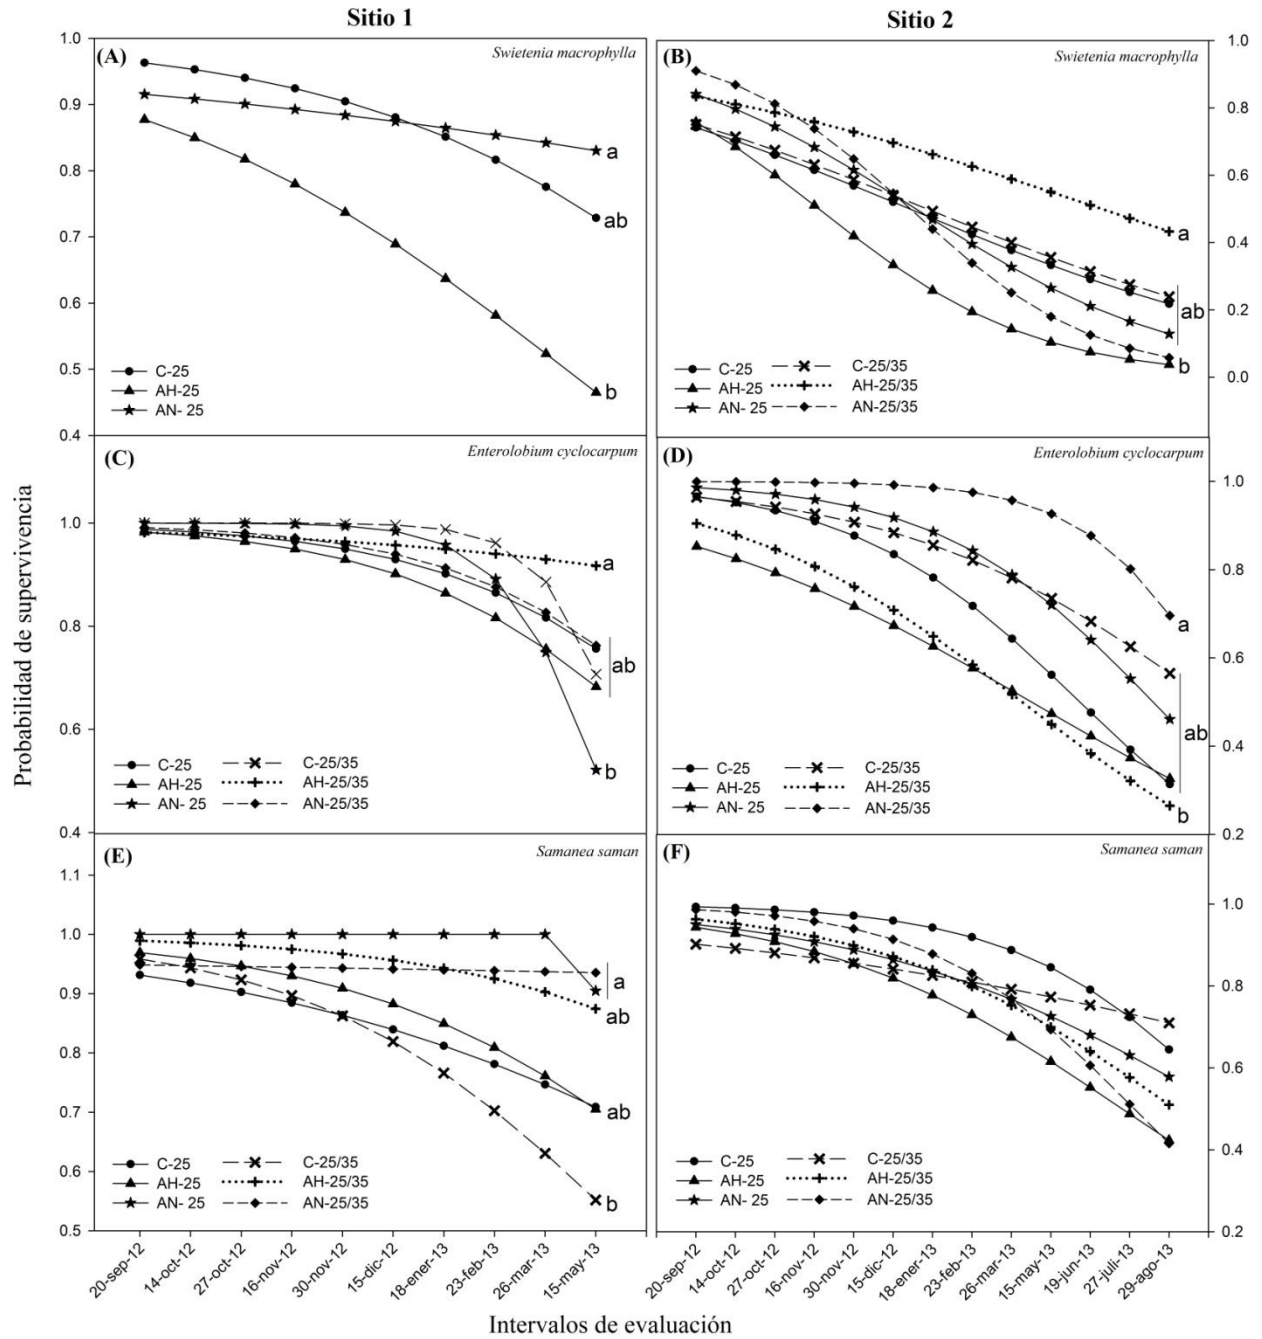 Sitio 1
Sitio 2
Probabilidad de supervivencia
(A)
Swietenia macrophylla
1.0
0.9
0.8
0.7
0.6
0.5
0.4
a
ab
b
C-25
AH-25
AN- 25
(B)
Swietenia macrophylla
1.0
0.8
0.6
0.4
0.2
0.0
a
ab
b
C-25
C-25/35
AH-25
AH-25/35
AN- 25
AN-25/35
(C)
Enterolobium cyclocarpum
1.0
0.8
0.6
0.4
a
ab
b
C-25
C-25/35
AH-25
AH-25/35
AN- 25
AN-25/35
(D)
Enterolobium cyclocarpum
1.0
0.8
0.6
0.4
0.2
a
ab
b
C-25
C-25/35
AH-25
AH-25/35
AN- 25
AN-25/35
(E)
Samanea saman
1.1
1.0
0.9
0.8
0.7
0.6
0.5
a
ab
ab
b
C-25
C-25/35
AH-25
AH-25/35
AN- 25
AN-25/35
20-sep-12
14-oct-12
27-oct-12
16-nov-12
30-nov-12
15-dic-12
18-ener-13
23-feb-13
26-mar-13
15-may-13
(F)
Samanea saman
1.0
0.8
0.6
0.4
0.2
C-25
C-25/35
AH-25
AH-25/35
AN- 25
AN-25/35
20-sep-12
14-oct-12
27-oct-12
16-nov-12
30-nov-12
15-dic-12
18-ener-13
23-feb-13
26-mar-13
15-may-13
19-jun-13
27-juli-13
29-ago-13
Intervalos de evaluación